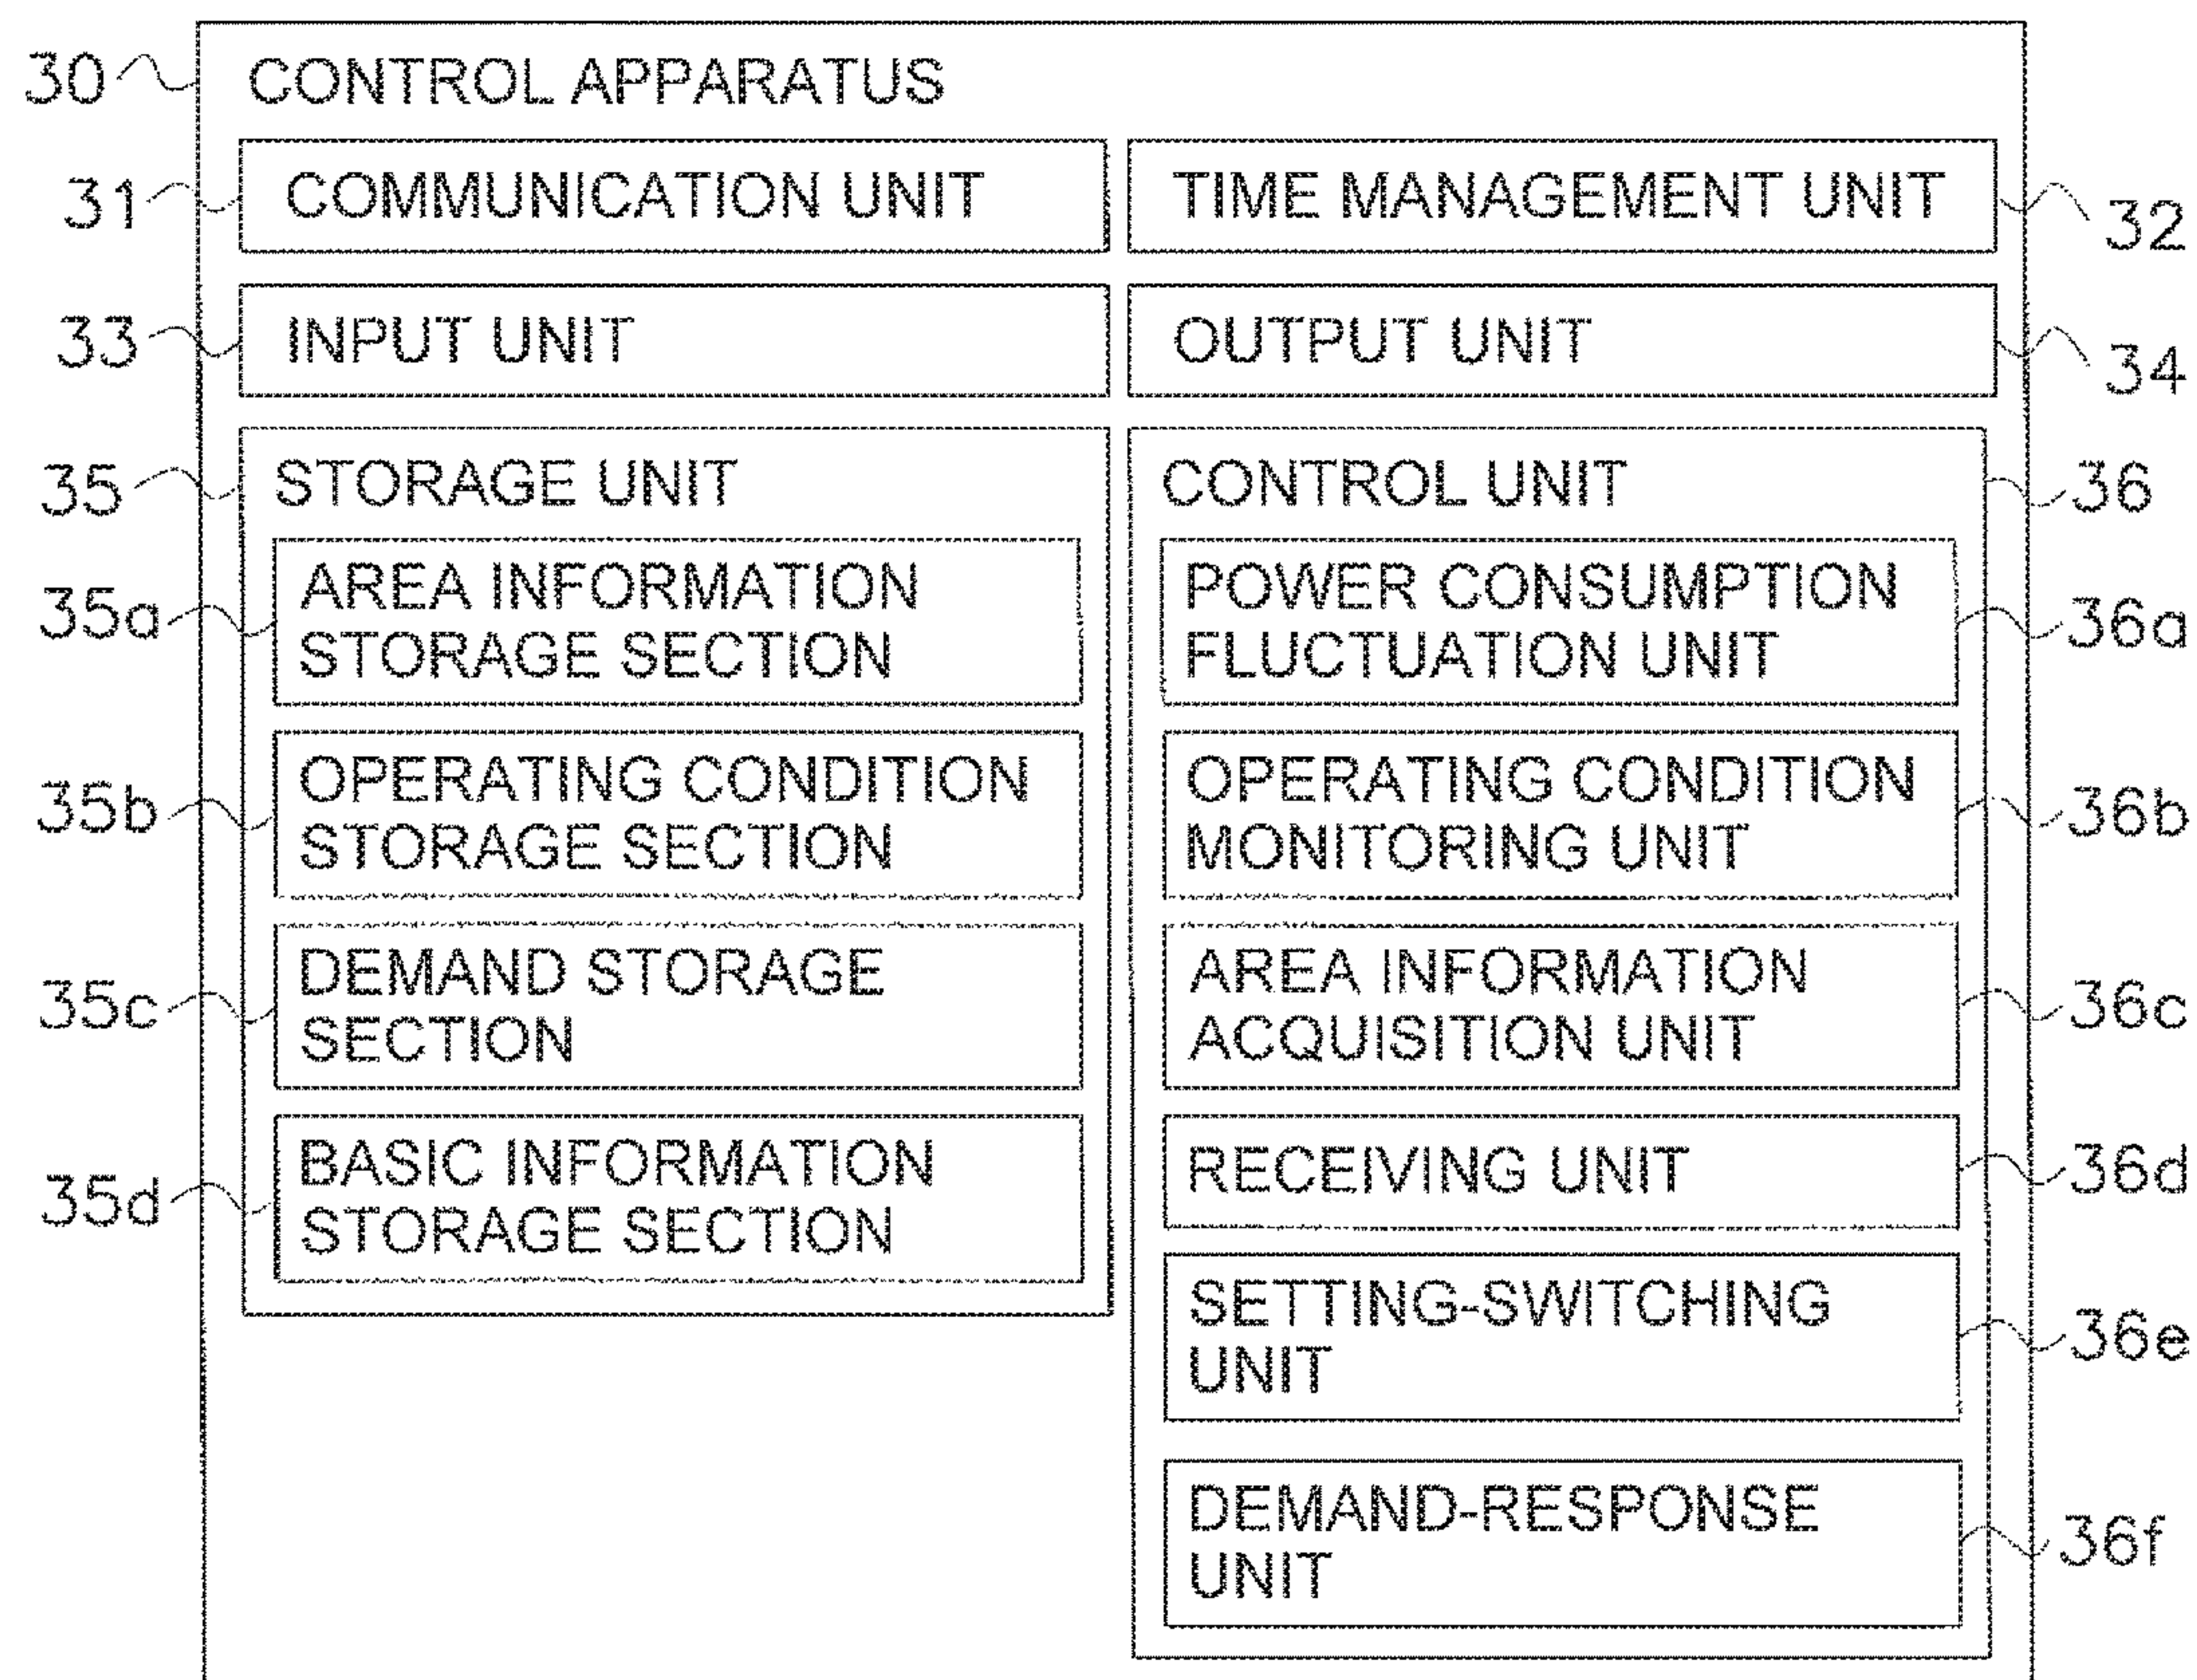 30 CONTROL APPARATUS
31 COMMUNICATION UNIT
TIME MANAGEMENT UNIT 32
33 INPUT UNIT
OUTPUT UNIT 34
35 STORAGE UNIT
35a AREA INFORMATION
STORAGE SECTION
35b OPERATING CONDITION
STORAGE SECTION
35c DEMAND STORAGE
SECTION
35d BASIC INFORMATION
STORAGE SECTION
CONTROL UNIT 36
POWER CONSUMPTION
FLUCTUATION UNIT 36a
OPERATING CONDITION
MONITORING UNIT 36b
AREA INFORMATION
ACQUISITION UNIT 36c
RECEIVING UNIT 36d
SETTING-SWITCHING
UNIT 36e
DEMAND-RESPONSE
UNIT 36f